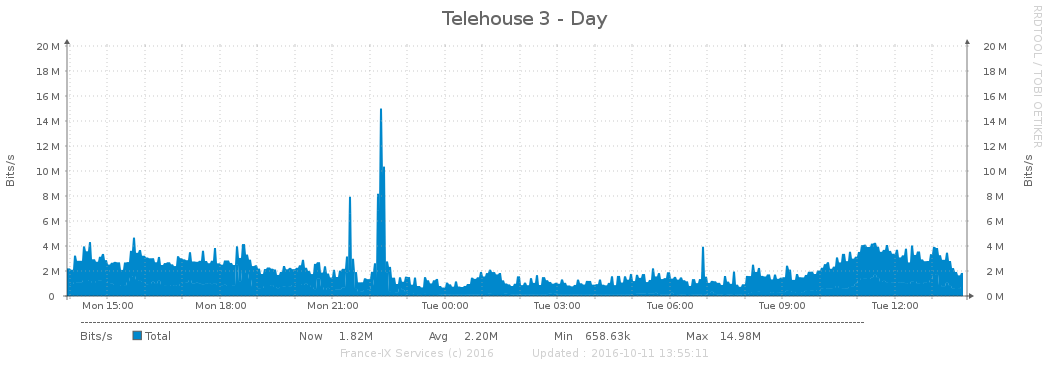 Telehouse 3 - Day
RRDTOOL / TOBI OETIKER
20 M 20 M
18 M 18 M
16 M 16 M
14 M 14 M
12 M 12 M
10 M 10 M
8 M 8 M
6 M 6 M
4 M 4 M
2 M 2 M
0 0 M
Bits/s Bits/s
Mon 15:00 Mon 18:00 Mon 21:00 Tue 00:00 Tue 03:00 Tue 06:00 Tue 09:00 Tue 12:00
Bits/s Total Now 1.82M Avg 2.20M Min 658.63k Max 14.98M
France-IX Services (c) 2016 Updated : 2016-10-11 13:55:11